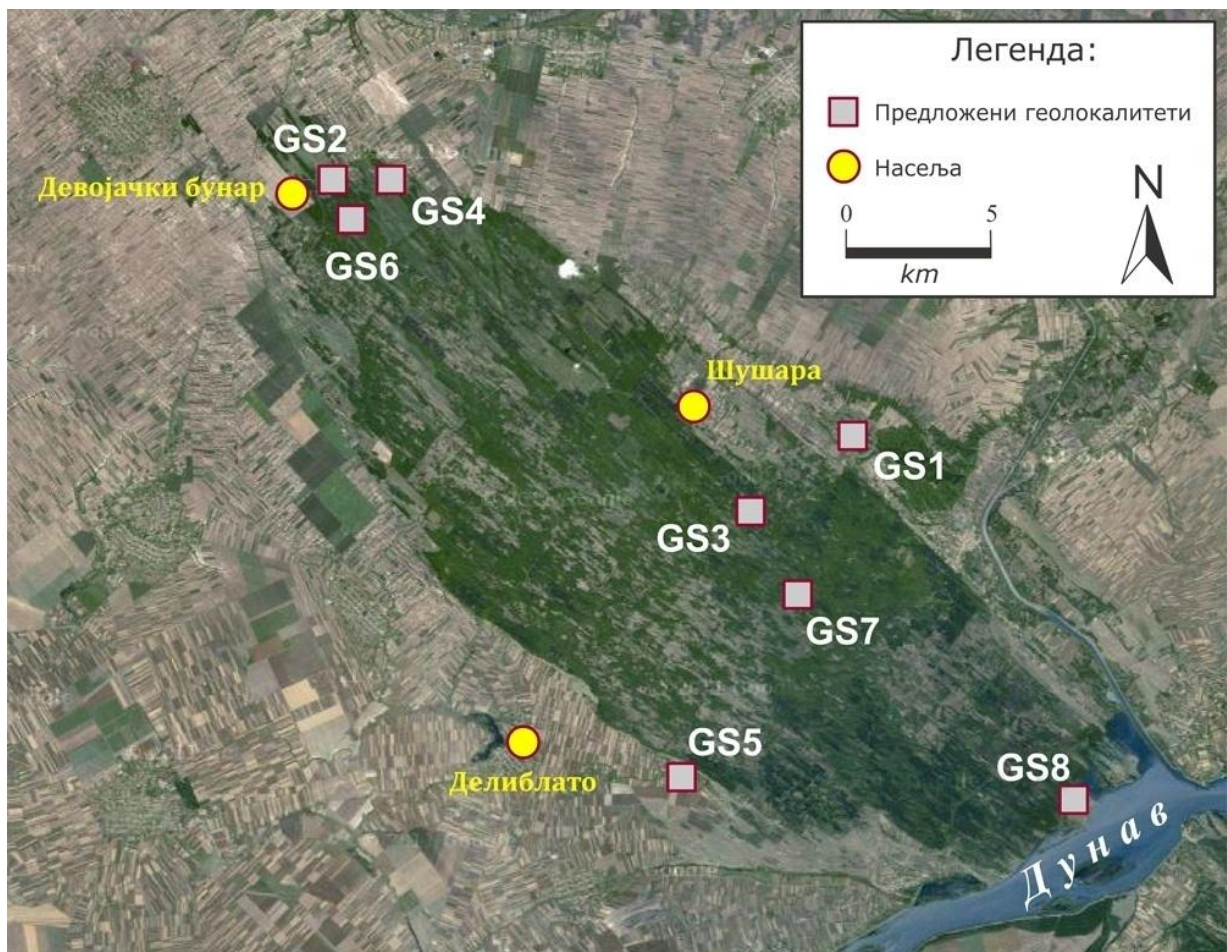 Легенда:
Предложени геолокалитети
Насеља
N
0 5
km
GS2
Девојачки бунар
GS4
GS6
Шушара
GS1
GS3
GS7
GS5
Делиблато
GS8
Дунав